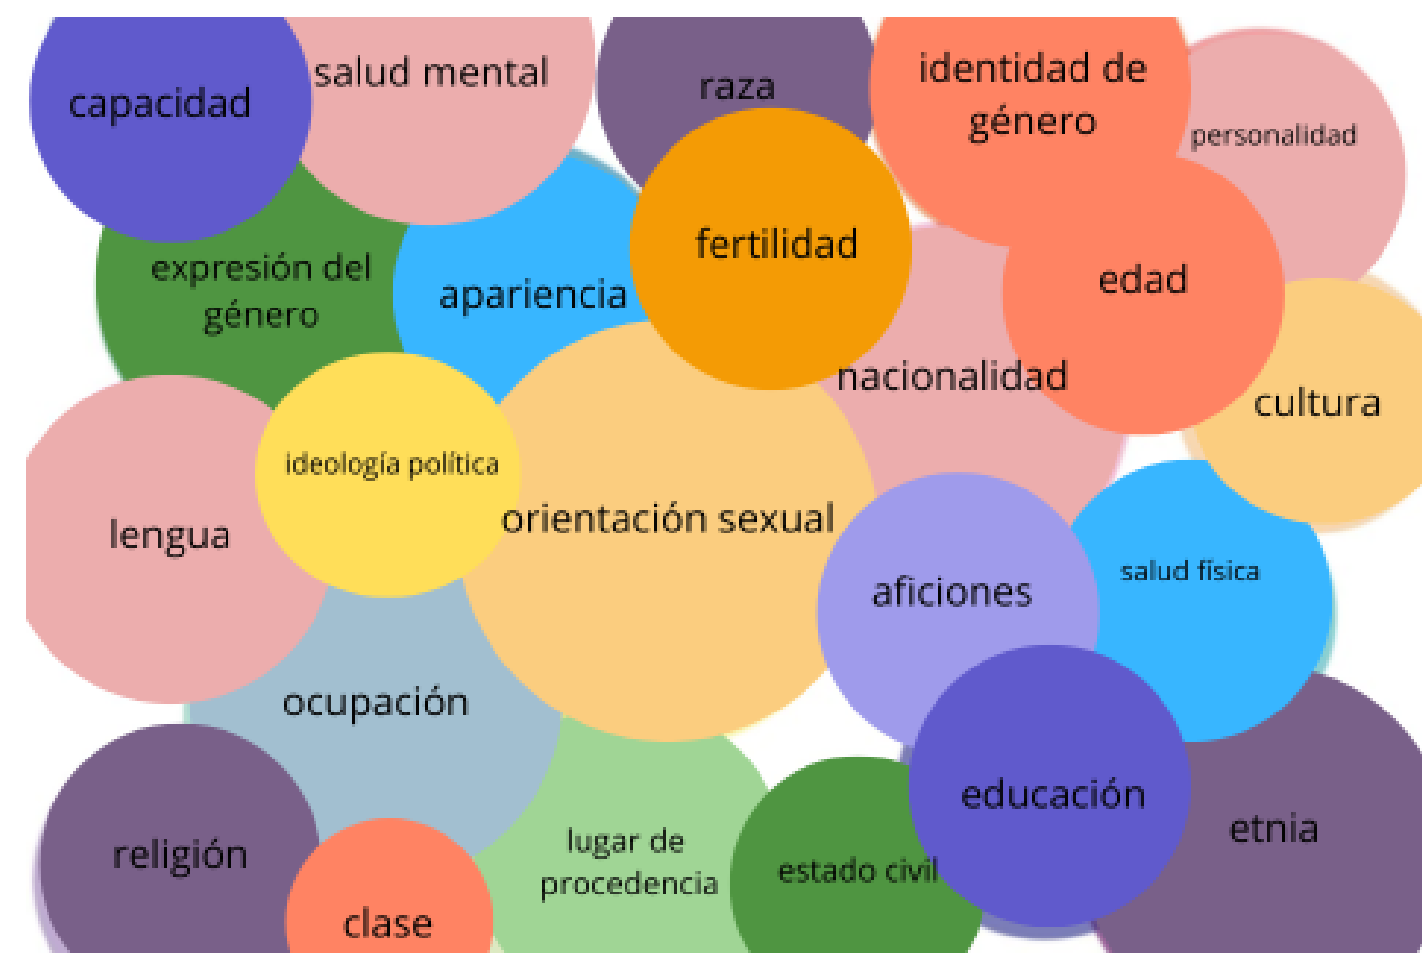 capacidad
salud mental
raza
identidad de
género
personalidad
expresión del
género
apariencia
fertilidad
edad
nacionalidad
cultura
ideología política
lengua
orientación sexual
aficiones
salud física
ocupación
educación
religión
lugar de
procedencia
estado civil
etnia
clase